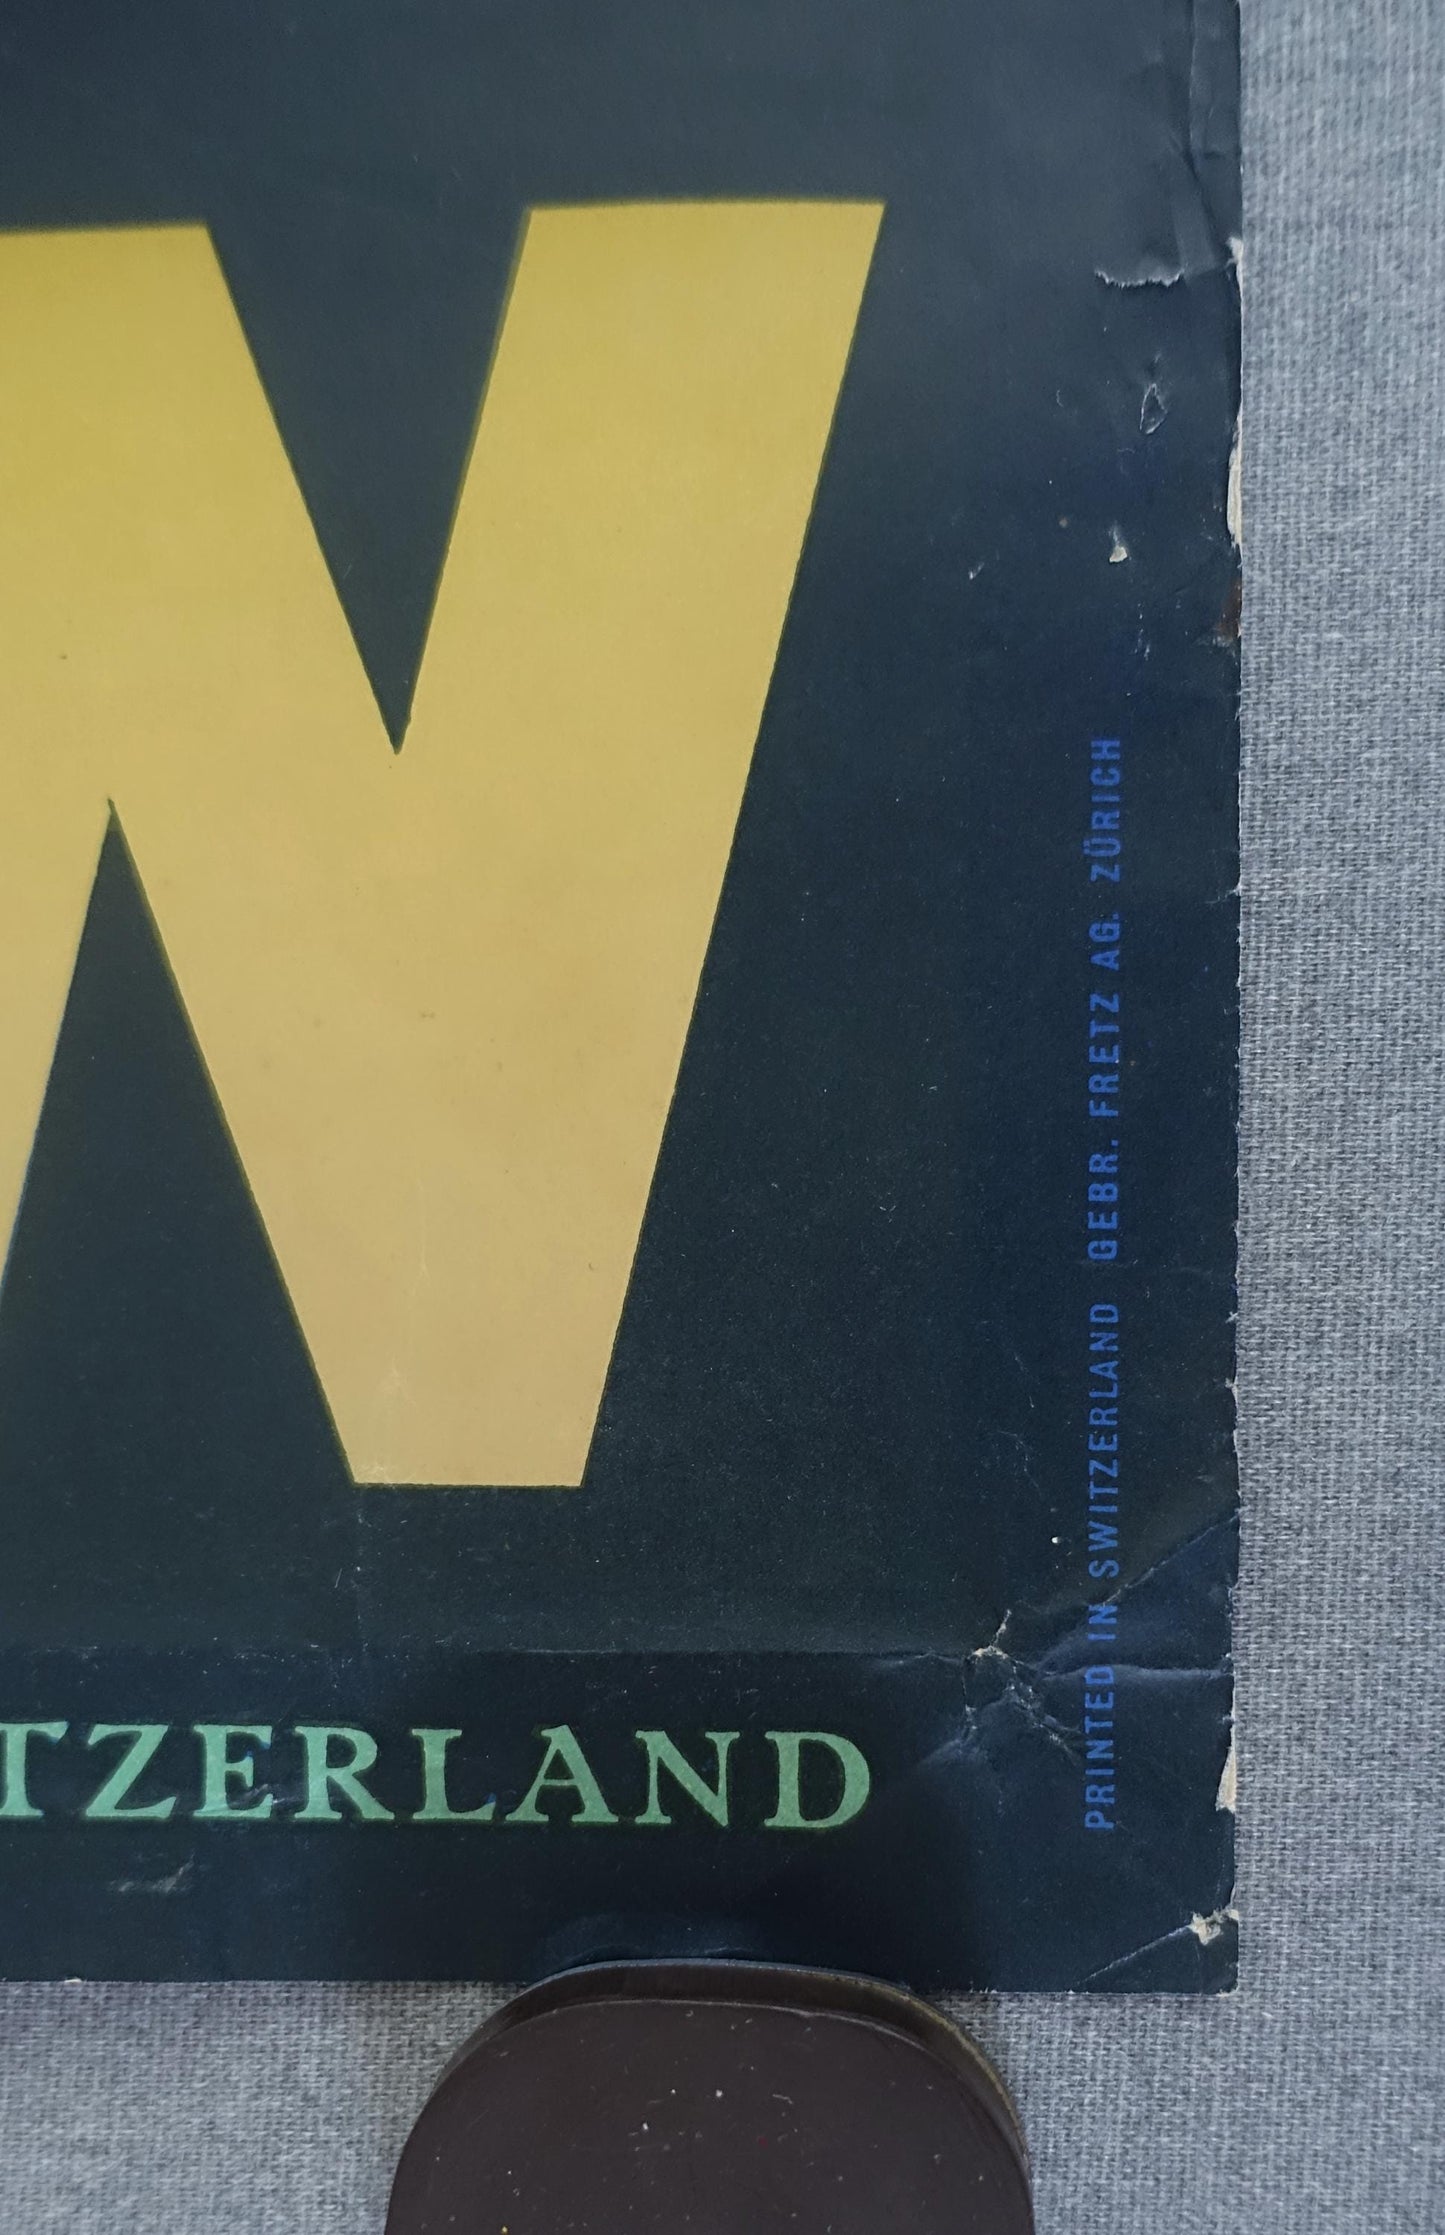 W
TZERLAND
PRINTED IN SWITZERLAND GEBR. FRETZ AG. ZÜRICH